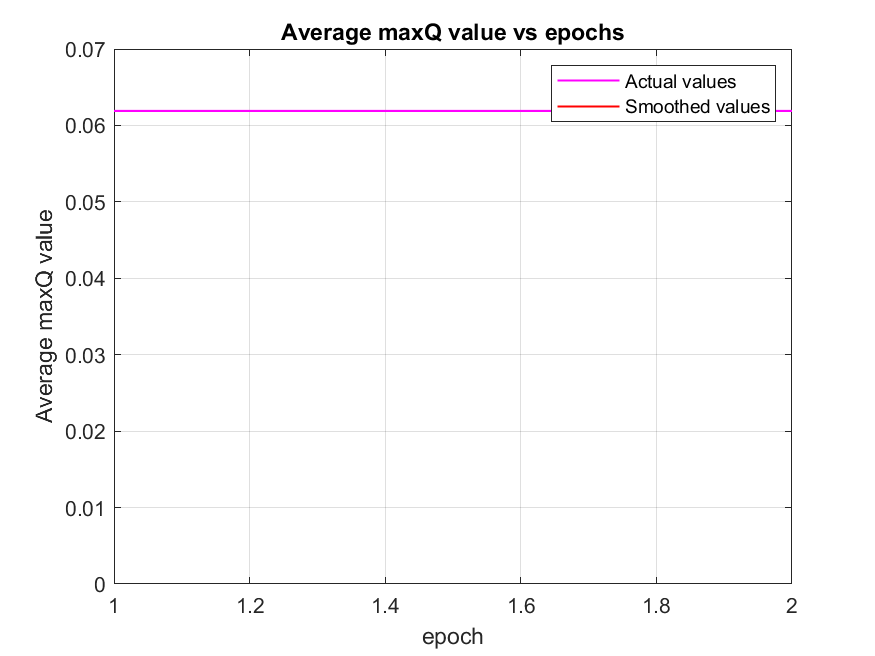 Average maxQ value vs epochs
0.07
Actual values
Smoothed values
0.06
0.05
0.04
0.03
0.02
0.01
0
Average maxQ value
1
1.2
1.4
1.6
1.8
2
epoch